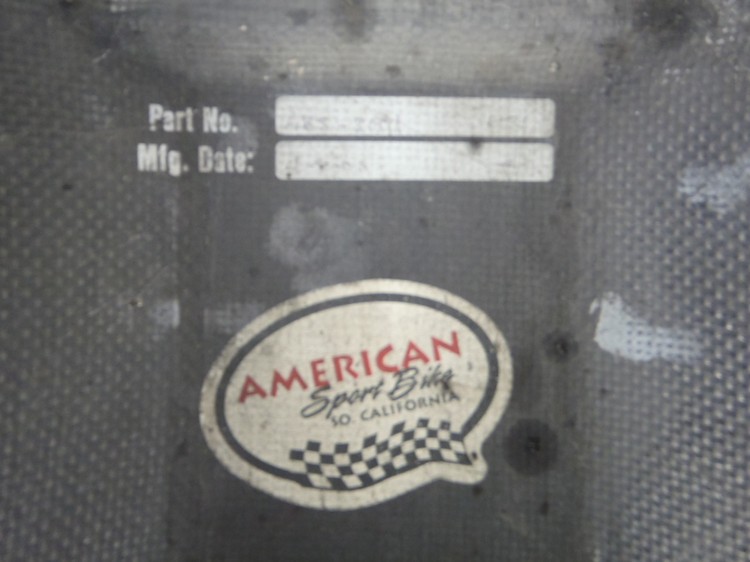 Part No.
Mfg. Date:
AMERICAN
Sport Bike
SO. CALIFORNIA